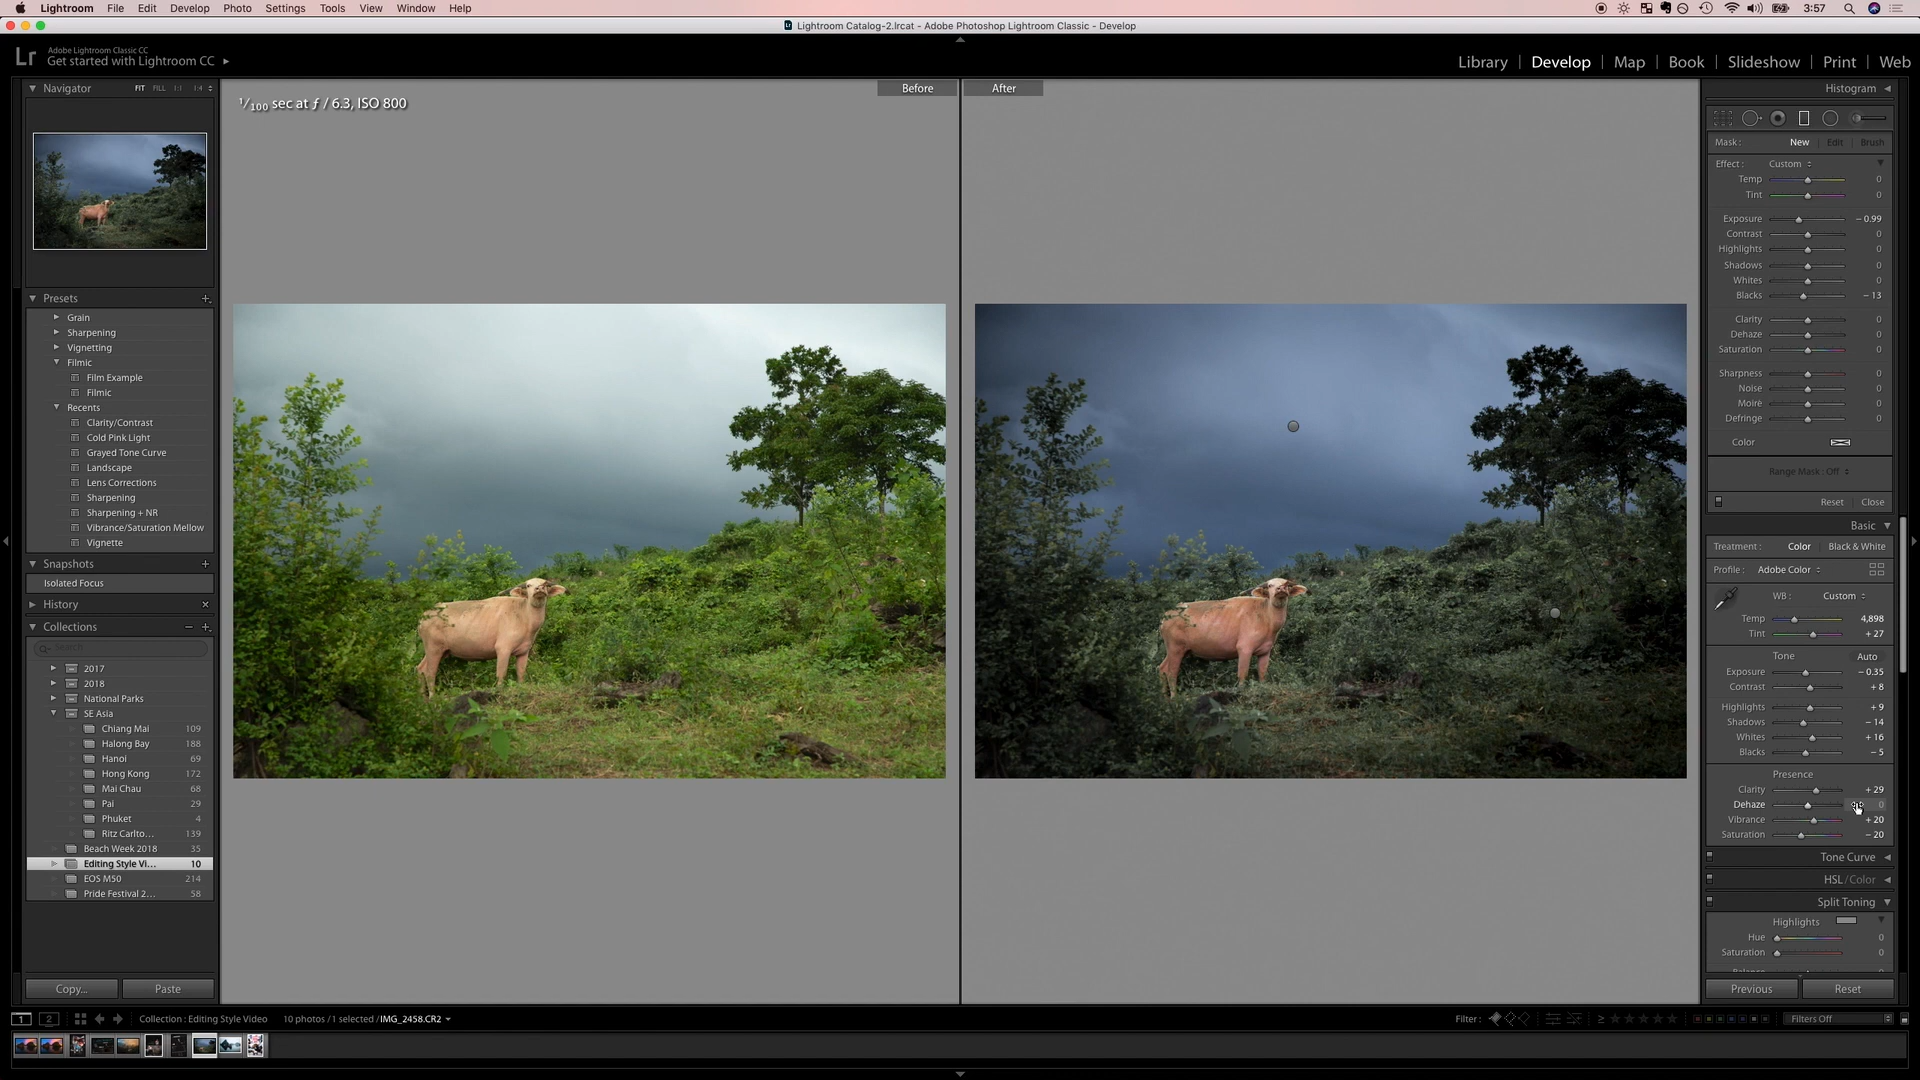 Lightroom File Edit Develop Photo Settings Tools View Window Help 3:57
Lightroom Catalog-2.lrcat - Adobe Photoshop Lightroom Classic - Develop
Lr Adobe Lightroom Classic CC
Get started with Lightroom CC
Library | Develop | Map | Book | Slideshow | Print | Web
Navigator FIT FILL 1:1 1:4
Presets
Grain
Sharpening
Vignetting
Filmic
Film Example
Filmic
Recents
Clarity/Contrast
Cold Pink Light
Grayed Tone Curve
Landscape
Lens Corrections
Sharpening
Sharpening + NR
Vibrance/Saturation Mellow
Vignette
Snapshots
Isolated Focus
History
Collections
Search
2017
2018
National Parks
SE Asia
Chiang Mai 109
Halong Bay 188
Hanoi 69
Hong Kong 172
Mai Chau 68
Pai 29
Phuket 4
Ritz Carlto... 139
Beach Week 2018 35
Editing Style Vi... 10
EOS M50 214
Pride Festival 2... 58
Copy... Paste
1/100 sec at ƒ / 6.3, ISO 800
Before After
Histogram
Mask : New Edit Brush
Effect : Custom
Temp 0
Tint 0
Exposure - 0.99
Contrast 0
Highlights 0
Shadows 0
Whites 0
Blacks - 13
Clarity 0
Dehaze 0
Saturation 0
Sharpness 0
Noise 0
Moiré 0
Defringe 0
Color
Range Mask : Off
Reset Close
Basic
Treatment : Color Black & White
Profile : Adobe Color
WB : Custom
Temp 4,898
Tint + 27
Tone Auto
Exposure - 0.35
Contrast + 8
Highlights + 9
Shadows - 14
Whites + 16
Blacks - 5
Presence
Clarity + 29
Dehaze 0
Vibrance + 20
Saturation - 20
Tone Curve
HSL / Color
Split Toning
Highlights
Hue 0
Saturation 0
Previous Reset
1 2 Collection : Editing Style Video 10 photos / 1 selected / IMG_2458.CR2 Filter : Filters Off